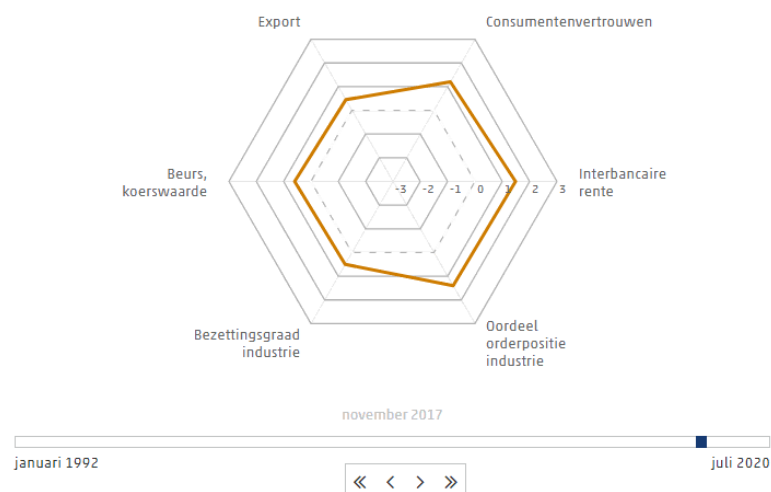 Export
Consumentenvertrouwen
Beurs,
koerswaarde
-3 -2 -1 0 1 2 3
Interbancaire
rente
Bezettingsgraad
industrie
Oordeel
orderpositie
industrie
november 2017
januari 1992
juli 2020